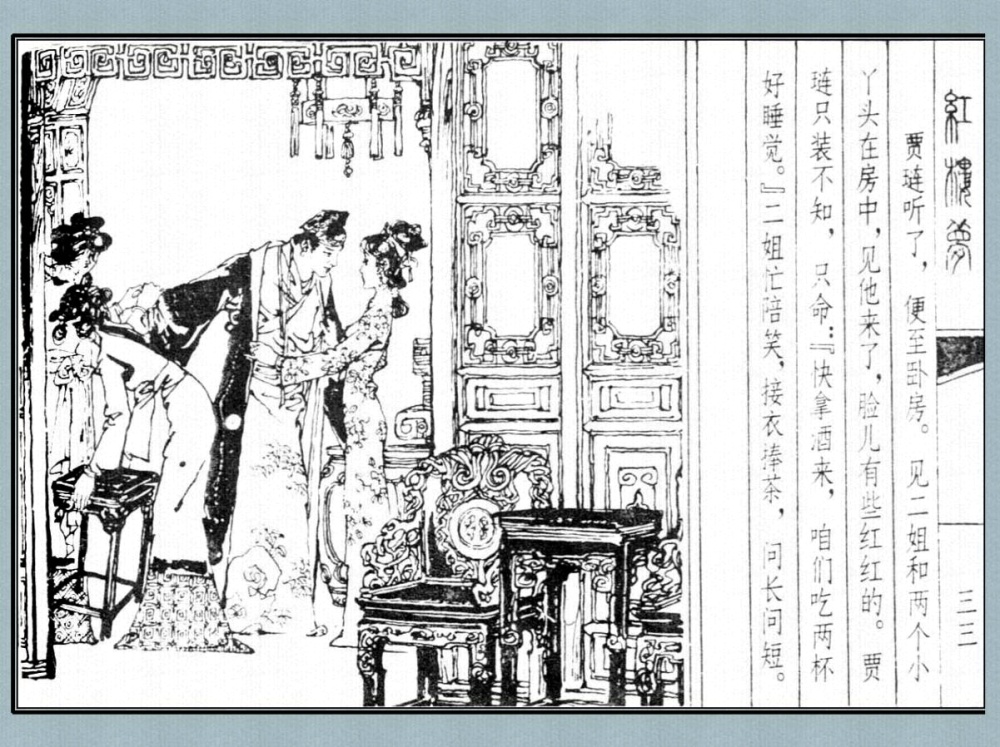 紅樓夢
三三
贾琏听了，便至卧房。见二姐和两个小
丫头在房中，见他来了，脸儿有些红红的。贾
琏只装不知，只命：『快拿酒来，咱们吃两杯
好睡觉。』二姐忙陪笑，接衣捧茶，问长问短。